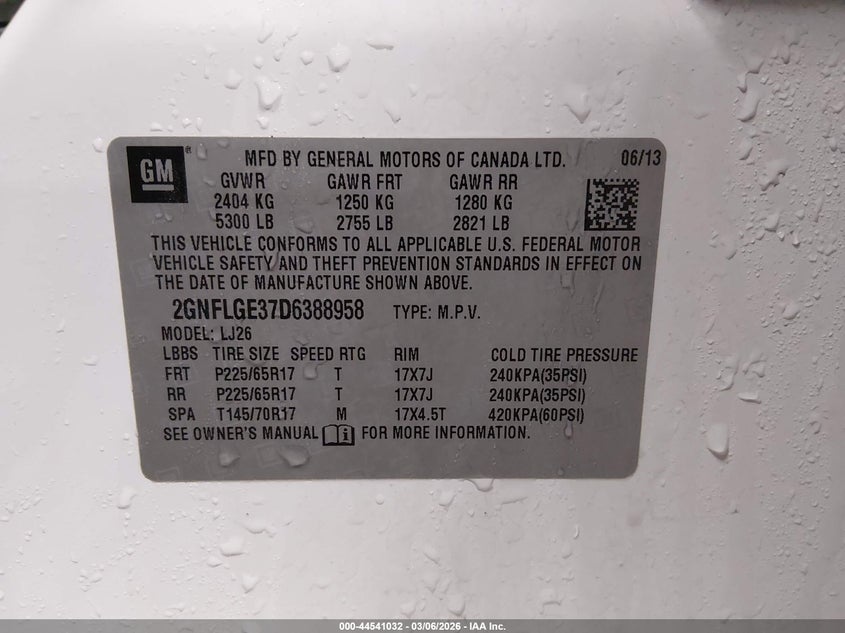 GM ® MFD BY GENERAL MOTORS OF CANADA LTD. 06/13
GVWR GAWR FRT GAWR RR
2404 KG 1250 KG 1280 KG
5300 LB 2755 LB 2821 LB
THIS VEHICLE CONFORMS TO ALL APPLICABLE U.S. FEDERAL MOTOR
VEHICLE SAFETY AND THEFT PREVENTION STANDARDS IN EFFECT ON
THE DATE OF MANUFACTURE SHOWN ABOVE.
2GNFLGE37D6388958 TYPE: M.P.V.
MODEL: LJ26
LBBS TIRE SIZE SPEED RTG RIM COLD TIRE PRESSURE
FRT P225/65R17 T 17X7J 240KPA(35PSI)
RR P225/65R17 T 17X7J 240KPA(35PSI)
SPA T145/70R17 M 17X4.5T 420KPA(60PSI)
SEE OWNER'S MANUAL FOR MORE INFORMATION.
000-44541032 - 03/06/2026 - IAA Inc.